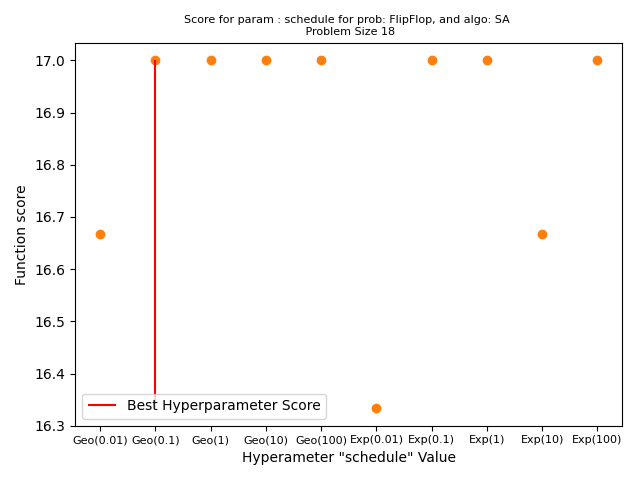 Score for param : schedule for prob: FlipFlop, and algo: SA
Problem Size 18
Function score
17.0
16.9
16.8
16.7
16.6
16.5
16.4
16.3
Best Hyperparameter Score
Geo(0.01) Geo(0.1) Geo(1) Geo(10) Geo(100) Exp(0.01) Exp(0.1) Exp(1) Exp(10) Exp(100)
Hyperameter "schedule" Value